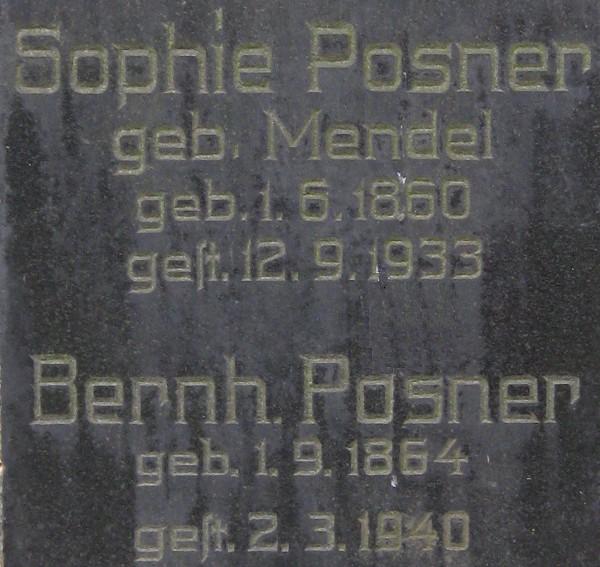 Sophie Posner
geb. Mendel
geb. 1. 6. 1860
geſt. 12. 9. 1933
Bernh. Posner
geb. 1. 9. 1864
geſt. 2. 3. 1940